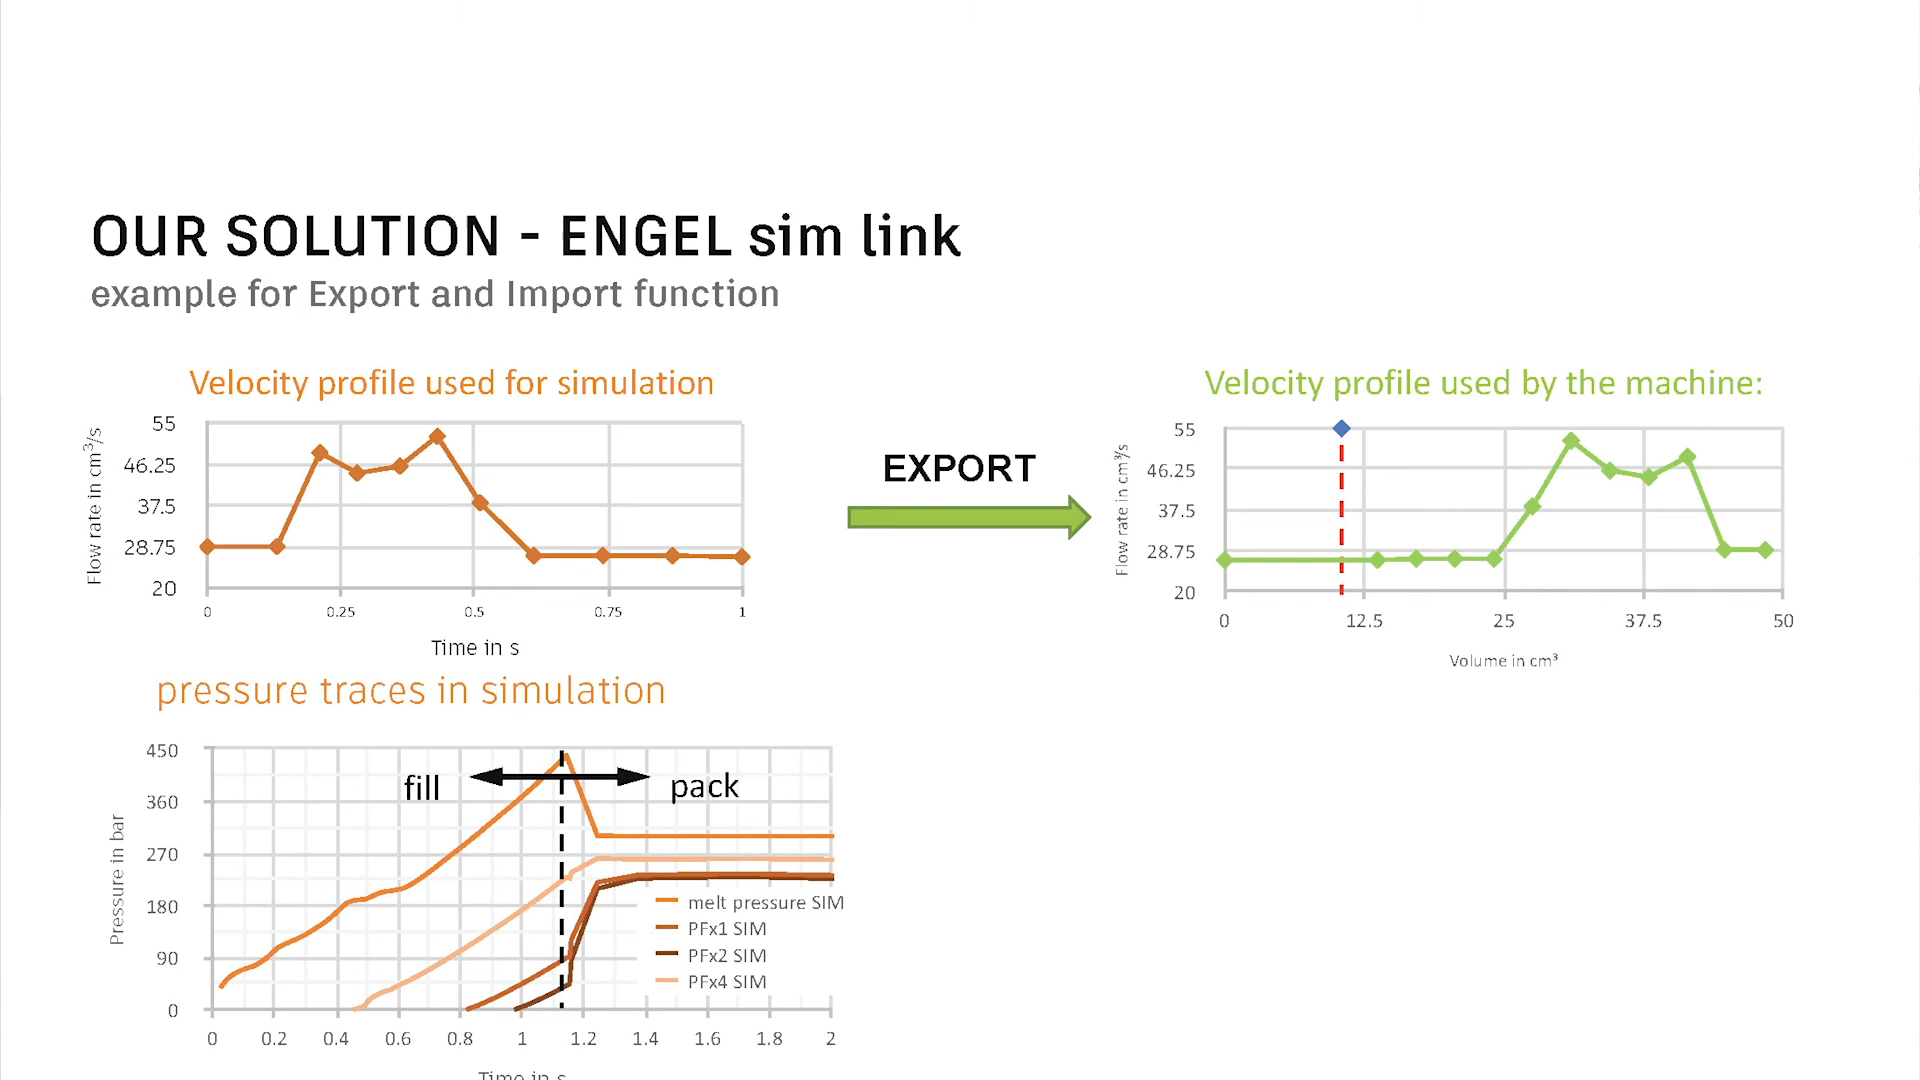 OUR SOLUTION - ENGEL sim link
example for Export and Import function
Velocity profile used for simulation
Flow rate in cm³/s
55
46.25
37.5
28.75
20
0 0.25 0.5 0.75 1
Time in s
EXPORT
Velocity profile used by the machine:
Flow rate in cm³/s
55
46.25
37.5
28.75
20
0 12.5 25 37.5 50
Volume in cm³
pressure traces in simulation
Pressure in bar
450
360
270
180
90
0
fill
pack
melt pressure SIM
PFx1 SIM
PFx2 SIM
PFx4 SIM
0 0.2 0.4 0.6 0.8 1 1.2 1.4 1.6 1.8 2
Time in s